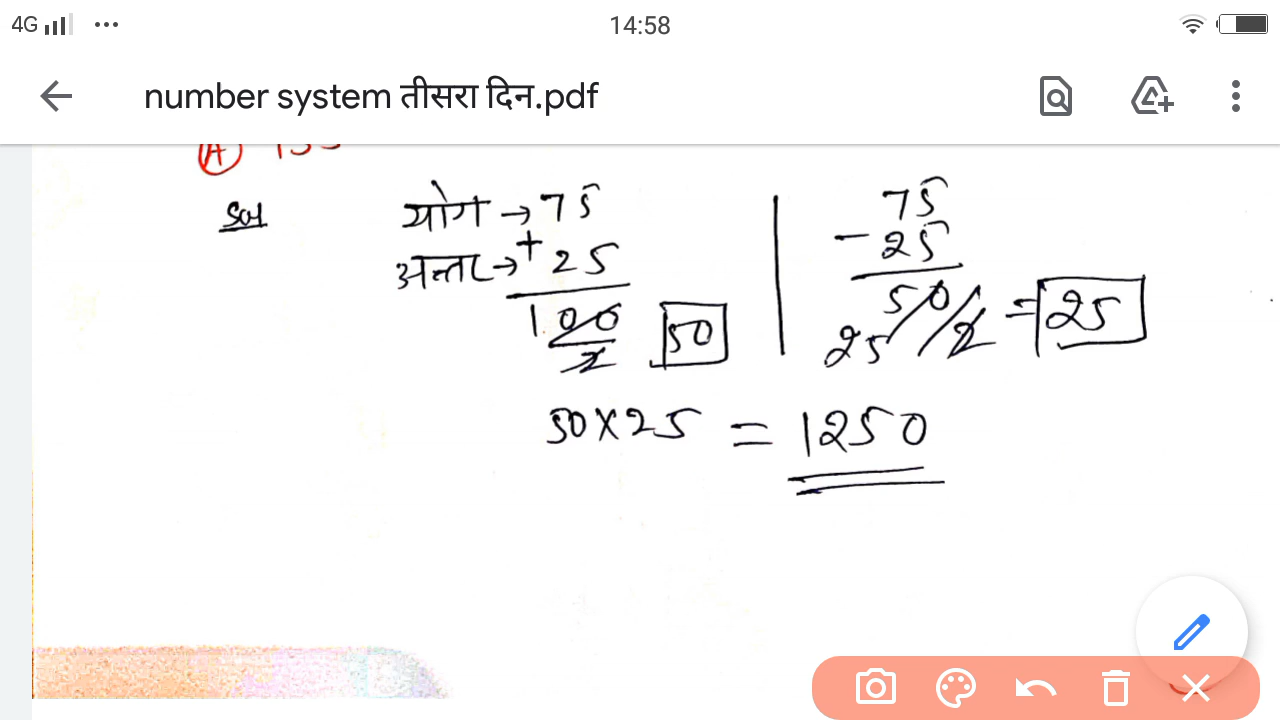 4G 14:58
number system तीसरा दिन.pdf
(A)
Sol
योग → 75
अन्तर → + 25
100/2 50
75
- 25
50/2 = 25
25
50 × 25 = 1250